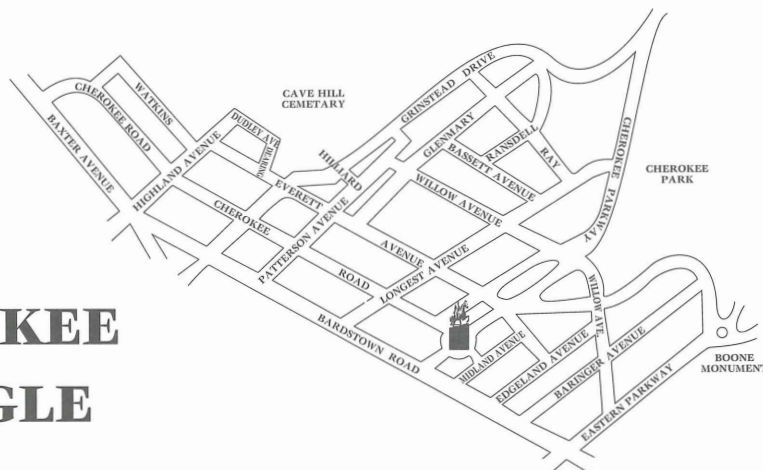 CAVE HILL
CEMETARY
GRINSTEAD DRIVE
WATKINS
CHEROKEE ROAD
BAXTER AVENUE
DUDLEY AVE
DEARING
HIGHLAND AVENUE
HILLIARD
EVERETT
GLENMARY
RANSDELL
BASSETT AVENUE
RAY
WILLOW AVENUE
CHEROKEE PARKWAY
CHEROKEE
PARK
CHEROKEE
PATTERSON AVENUE
AVENUE
ROAD
LONGEST AVENUE
BARDSTOWN ROAD
WILLOW AVE.
MIDLAND AVENUE
EDGELAND AVENUE
BARINGER AVENUE
EASTERN PARKWAY
BOONE
MONUMENT
KEE
GLE